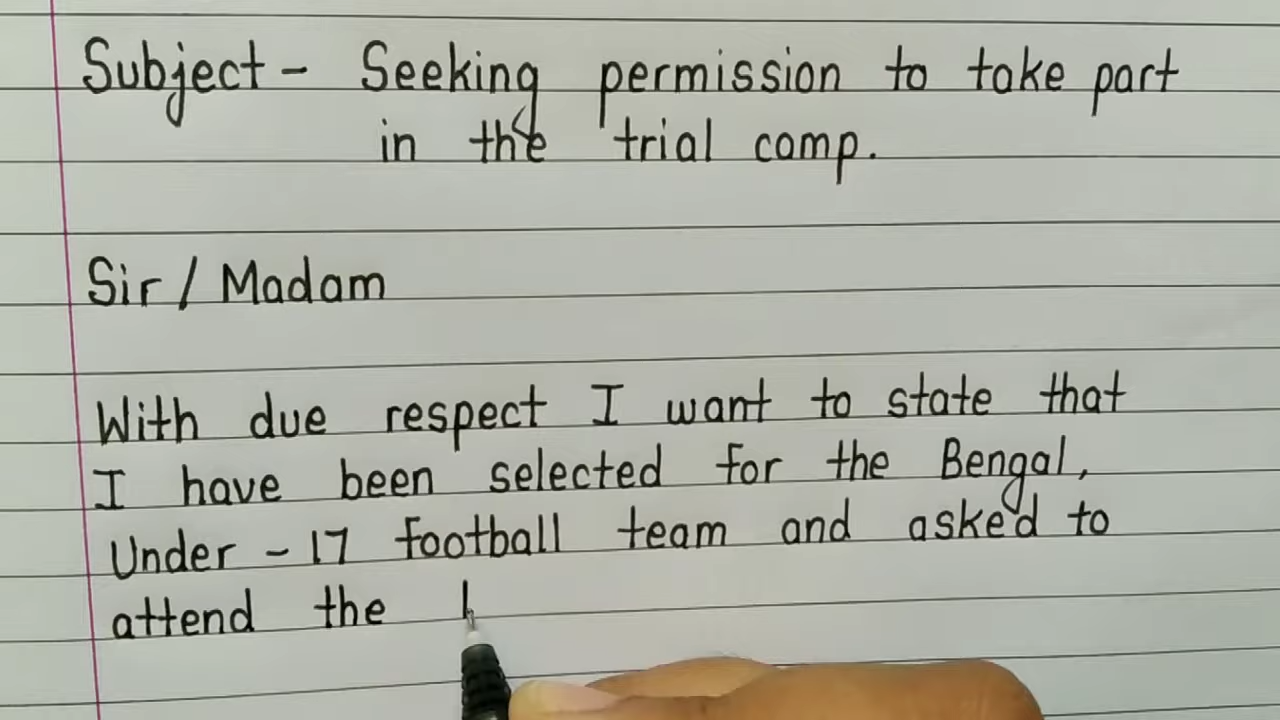 Subject - Seeking permission to take part
in the trial camp.
Sir / Madam
With due respect I want to state that
I have been selected for the Bengal,
Under - 17 football team and asked to
attend the